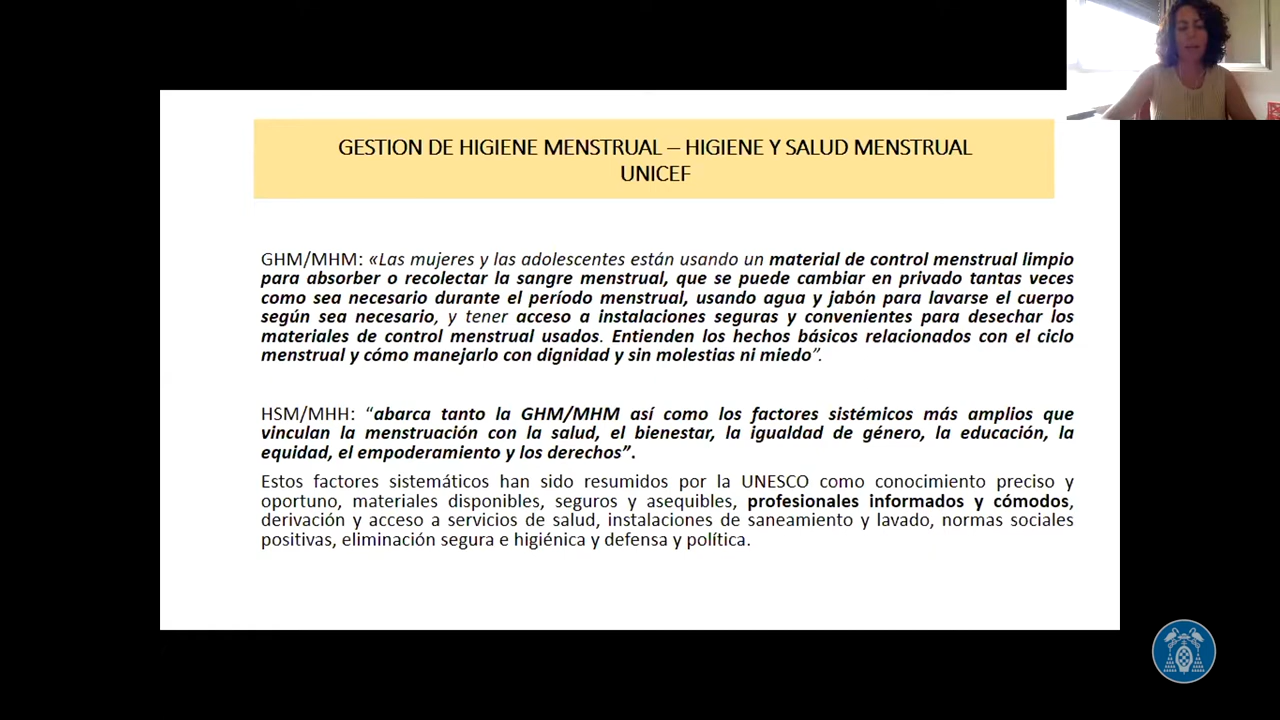 GESTION DE HIGIENE MENSTRUAL – HIGIENE Y SALUD MENSTRUAL
UNICEF
GHM/MHM: «Las mujeres y las adolescentes están usando un material de control menstrual limpio
para absorber o recolectar la sangre menstrual, que se puede cambiar en privado tantas veces
como sea necesario durante el período menstrual, usando agua y jabón para lavarse el cuerpo
según sea necesario, y tener acceso a instalaciones seguras y convenientes para desechar los
materiales de control menstrual usados. Entienden los hechos básicos relacionados con el ciclo
menstrual y cómo manejarlo con dignidad y sin molestias ni miedo”.
HSM/MHH: “abarca tanto la GHM/MHM así como los factores sistémicos más amplios que
vinculan la menstruación con la salud, el bienestar, la igualdad de género, la educación, la
equidad, el empoderamiento y los derechos”.
Estos factores sistemáticos han sido resumidos por la UNESCO como conocimiento preciso y
oportuno, materiales disponibles, seguros y asequibles, profesionales informados y cómodos,
derivación y acceso a servicios de salud, instalaciones de saneamiento y lavado, normas sociales
positivas, eliminación segura e higiénica y defensa y política.